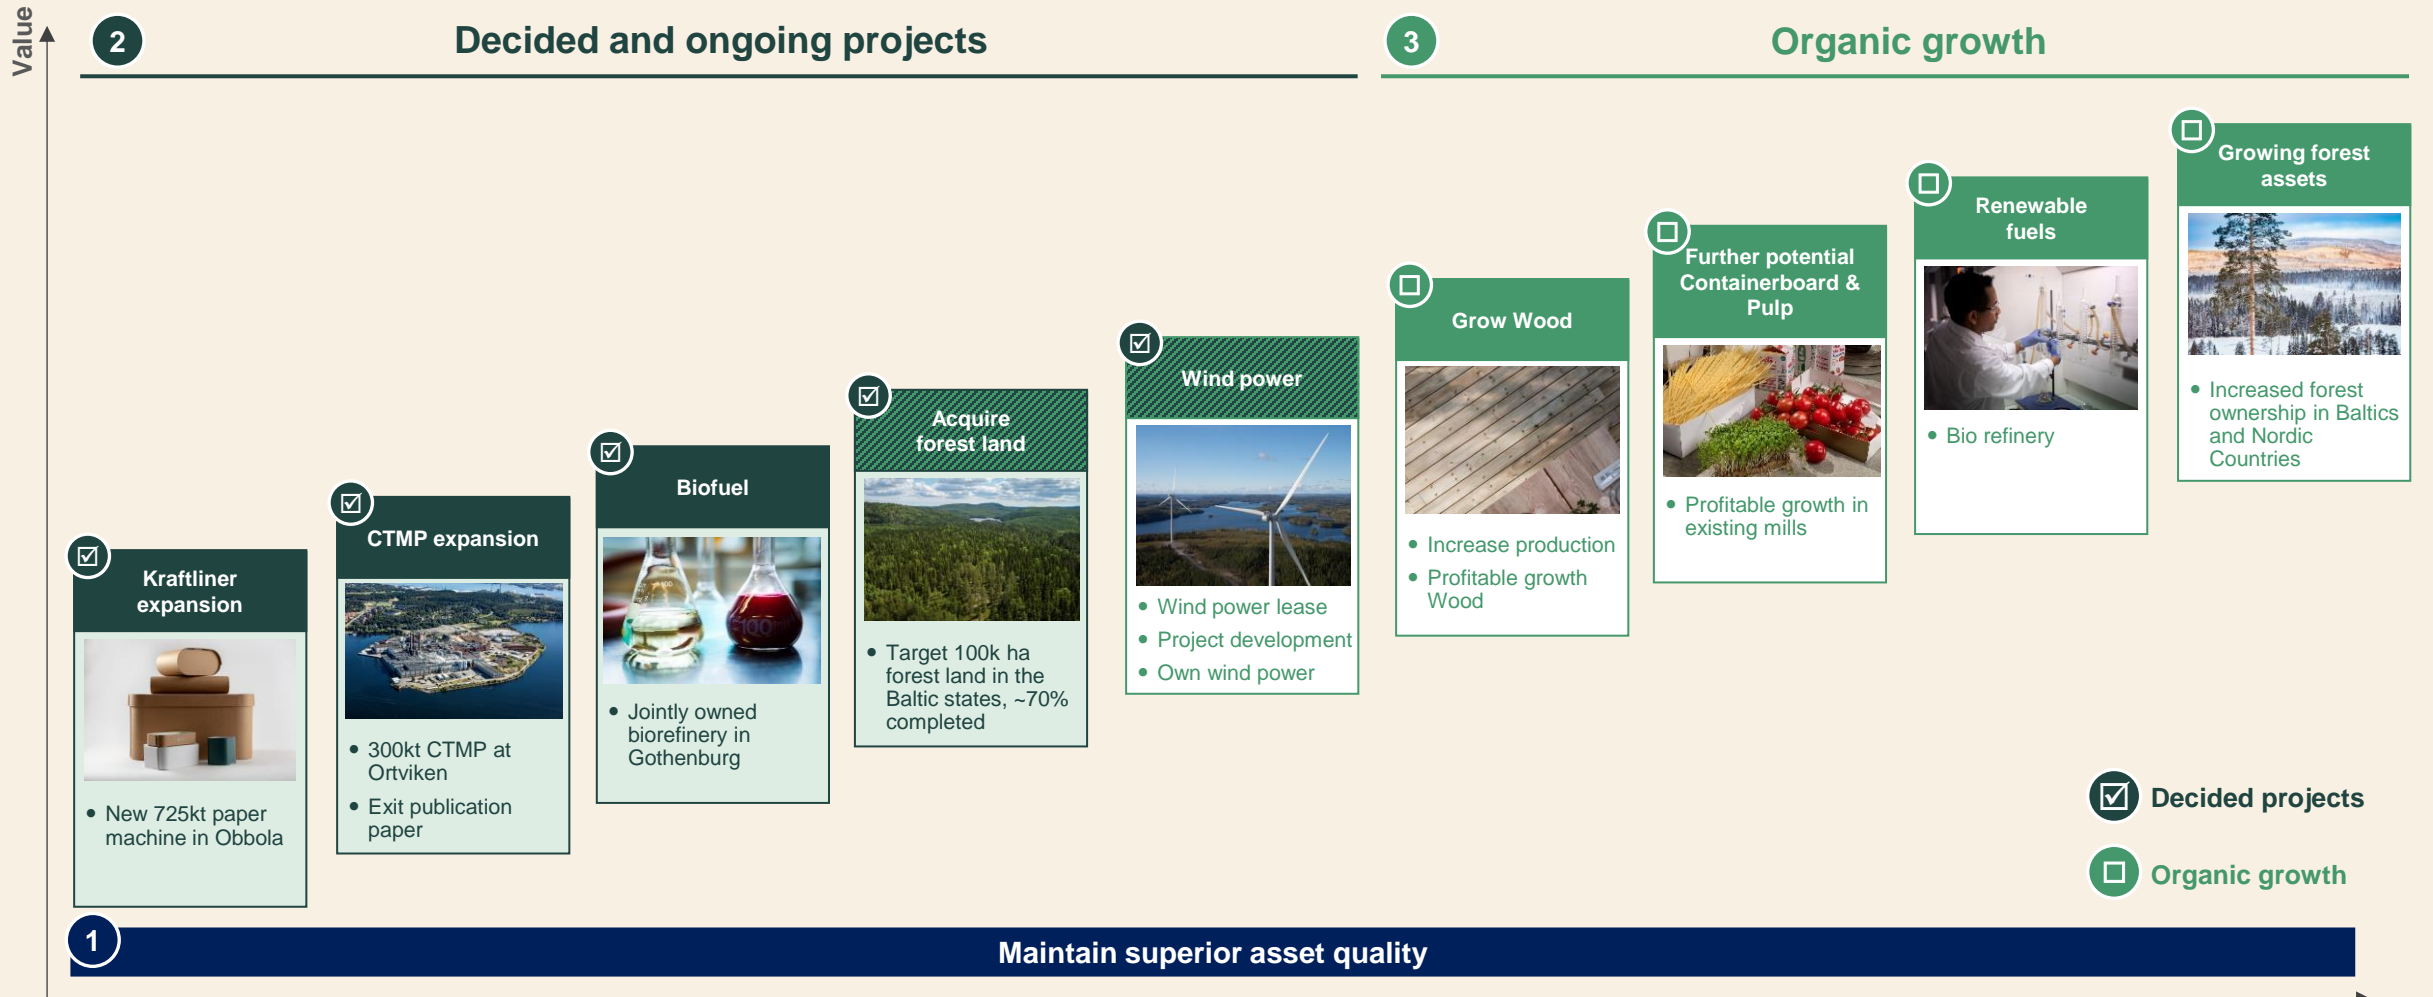 Value
2
Decided and ongoing projects
3
Organic growth
Kraftliner
expansion
• New 725kt paper
machine in Obbola
CTMP expansion
• 300kt CTMP at
Ortviken
• Exit publication
paper
Biofuel
• Jointly owned
biorefinery in
Gothenburg
Acquire
forest land
• Target 100k ha
forest land in the
Baltic states, ~70%
completed
Wind power
• Wind power lease
• Project development
• Own wind power
Grow Wood
• Increase production
• Profitable growth
Wood
Further potential
Containerboard &
Pulp
• Profitable growth in
existing mills
Renewable
fuels
• Bio refinery
Growing forest
assets
• Increased forest
ownership in Baltics
and Nordic
Countries
Decided projects
Organic growth
1
Maintain superior asset quality